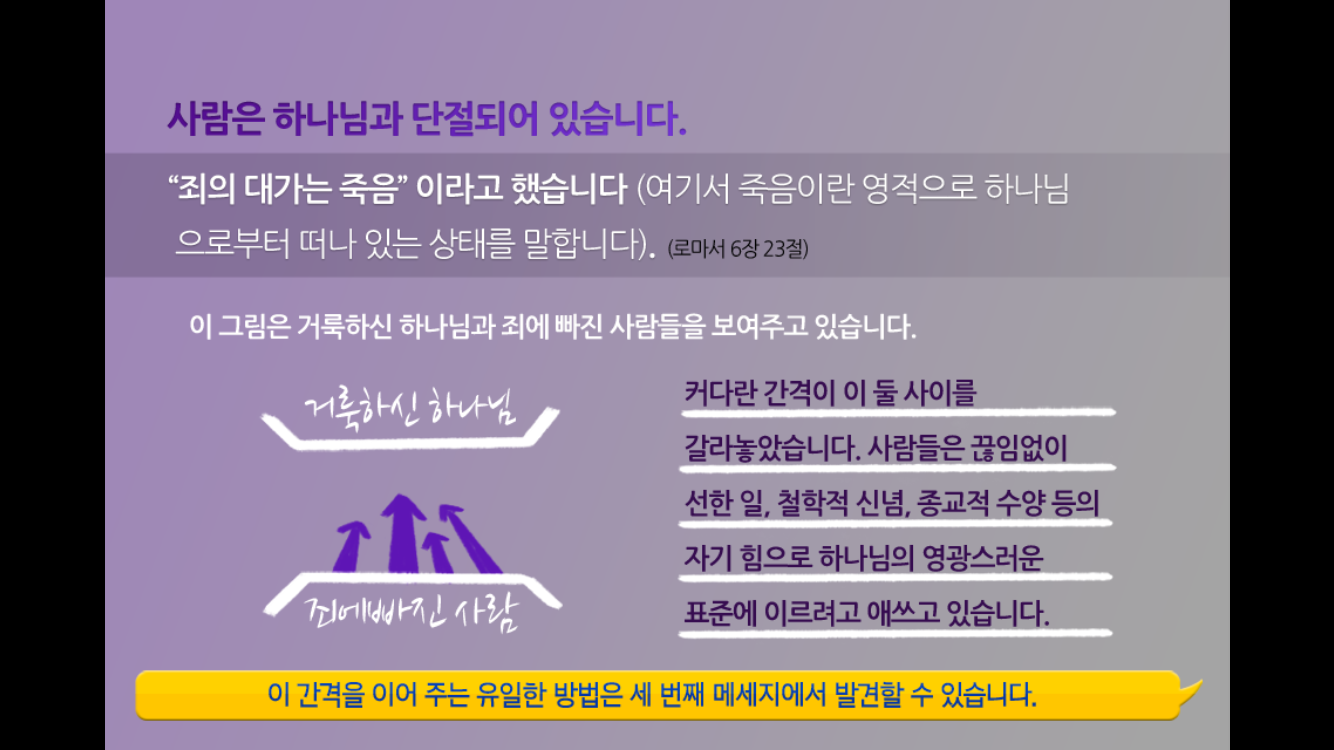 사람은 하나님과 단절되어 있습니다.
“죄의 대가는 죽음” 이라고 했습니다 (여기서 죽음이란 영적으로 하나님
으로부터 떠나 있는 상태를 말합니다). (로마서 6장 23절)
이 그림은 거룩하신 하나님과 죄에 빠진 사람들을 보여주고 있습니다.
거룩하신 하나님
죄에빠진 사람
커다란 간격이 이 둘 사이를
갈라놓았습니다. 사람들은 끊임없이
선한 일, 철학적 신념, 종교적 수양 등의
자기 힘으로 하나님의 영광스러운
표준에 이르려고 애쓰고 있습니다.
이 간격을 이어 주는 유일한 방법은 세 번째 메세지에서 발견할 수 있습니다.